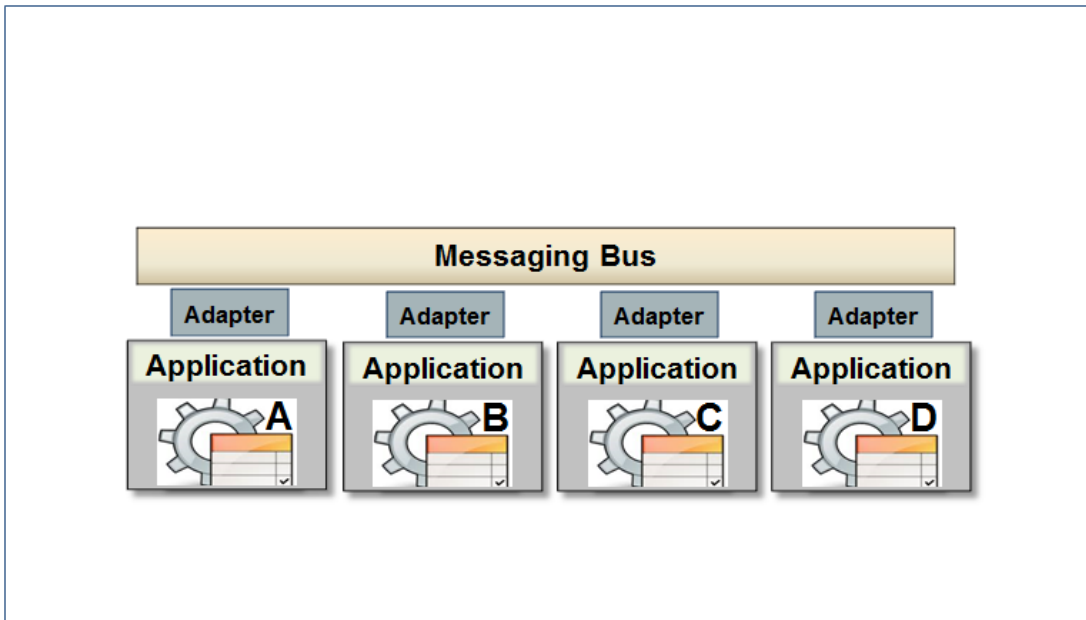 Messaging Bus
Adapter Adapter Adapter Adapter
Application Application Application Application
A B C D